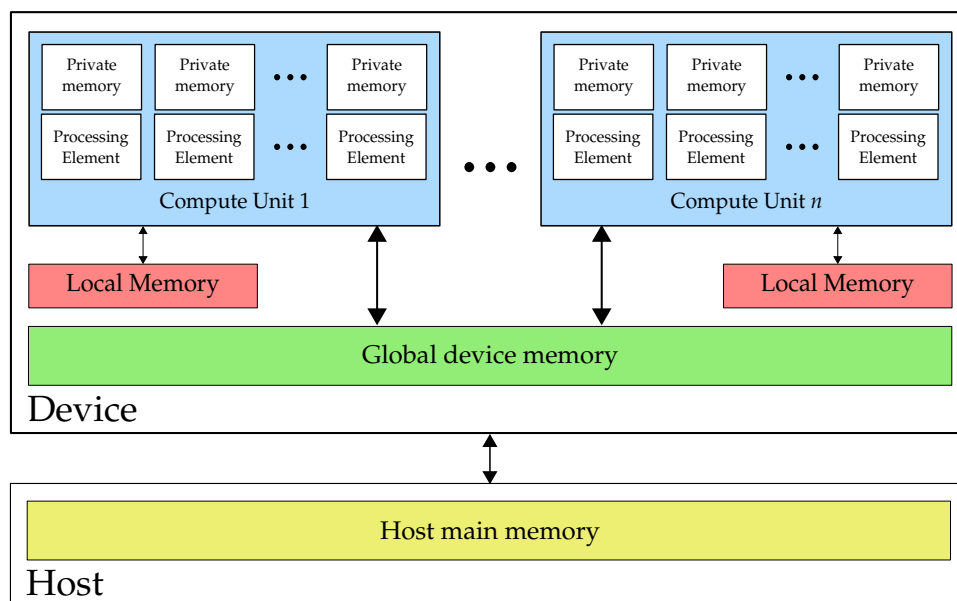 Private memory
Private memory
•••
Private memory
Processing Element
Processing Element
•••
Processing Element
Compute Unit 1
•••
Private memory
Private memory
•••
Private memory
Processing Element
Processing Element
•••
Processing Element
Compute Unit n
Local Memory
Local Memory
Global device memory
Device
Host main memory
Host